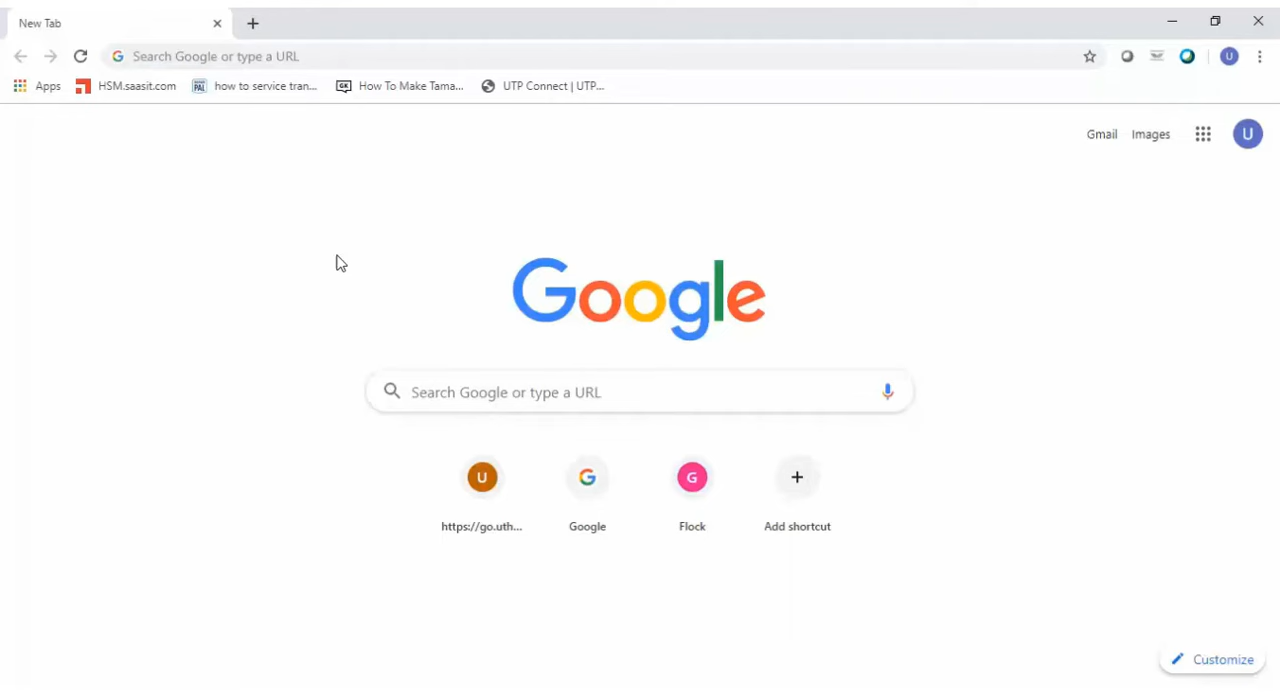 New Tab
Search Google or type a URL
U
Apps HSM.saasit.com how to service tran... GK How To Make Tama... UTP Connect | UTP...
Gmail Images U
Google
Search Google or type a URL
U G G
https://go.uth... Google Flock Add shortcut
Customize